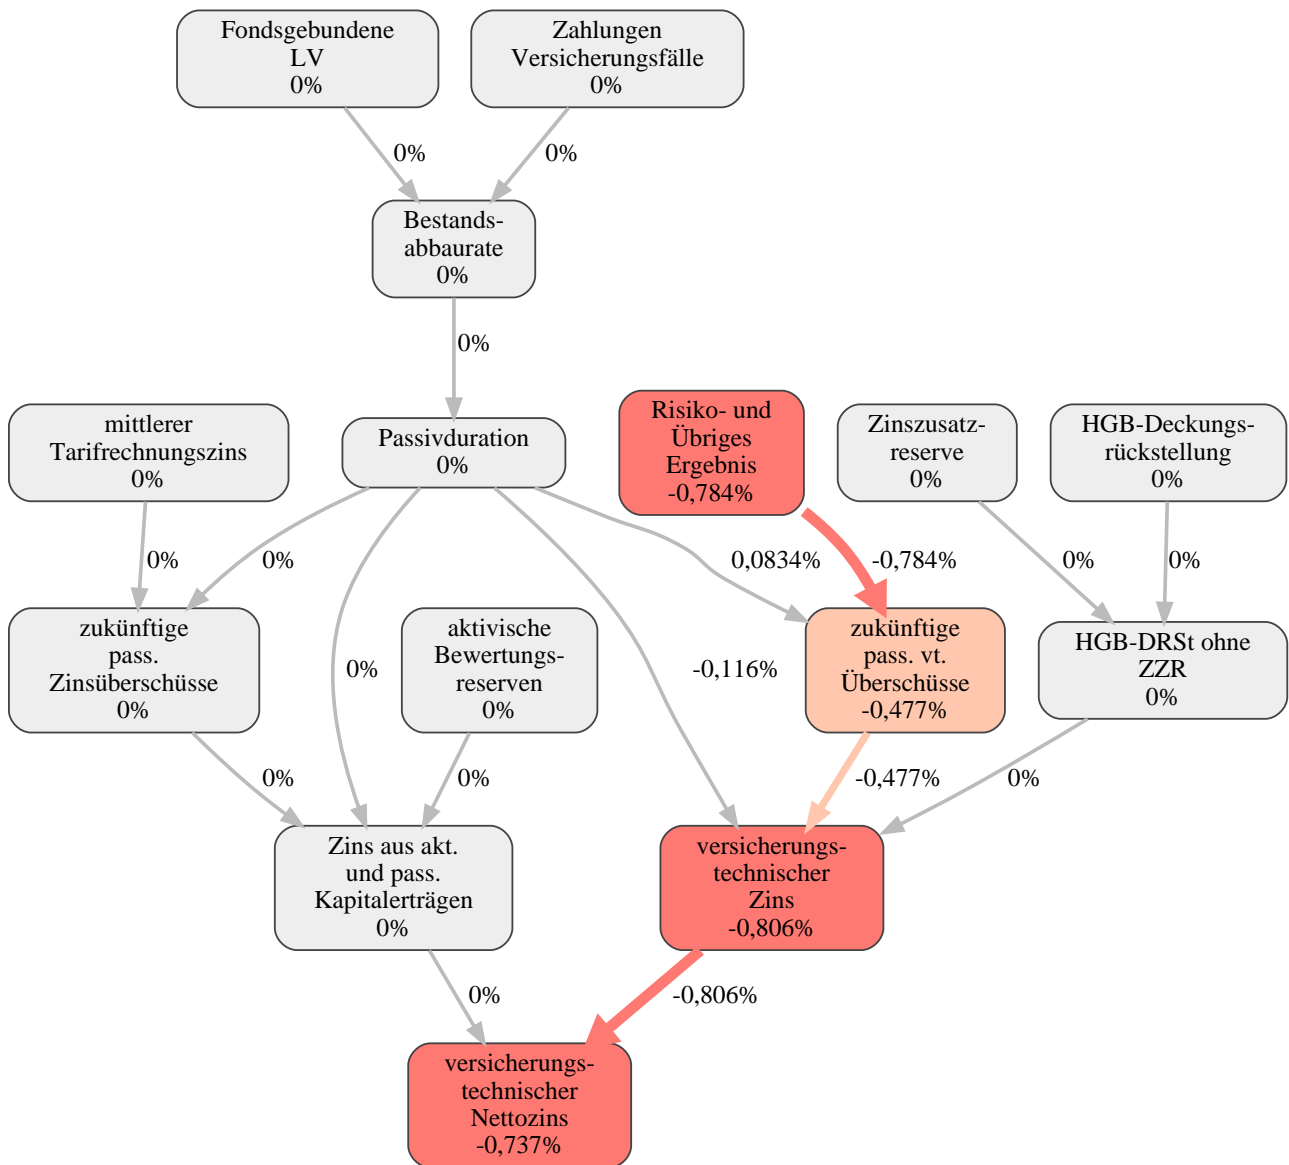 Fondsgebundene
LV
0%
Zahlungen
Versicherungsfälle
0%
0%
0%
Bestands-
abbaurate
0%
0%
mittlerer
Tarifrechnungszins
0%
Passivduration
0%
Risiko- und
Übriges
Ergebnis
-0,784%
Zinszusatz-
reserve
0%
HGB-Deckungs-
rückstellung
0%
0%
0%
0,0834%
-0,784%
0%
0%
zukünftige
pass.
Zinsüberschüsse
0%
0%
aktivische
Bewertungs-
reserven
0%
-0,116%
zukünftige
pass. vt.
Überschüsse
-0,477%
HGB-DRSt ohne
ZZR
0%
0%
0%
-0,477%
0%
Zins aus akt.
und pass.
Kapitalerträgen
0%
versicherungs-
technischer
Zins
-0,806%
0%
-0,806%
versicherungs-
technischer
Nettozins
-0,737%